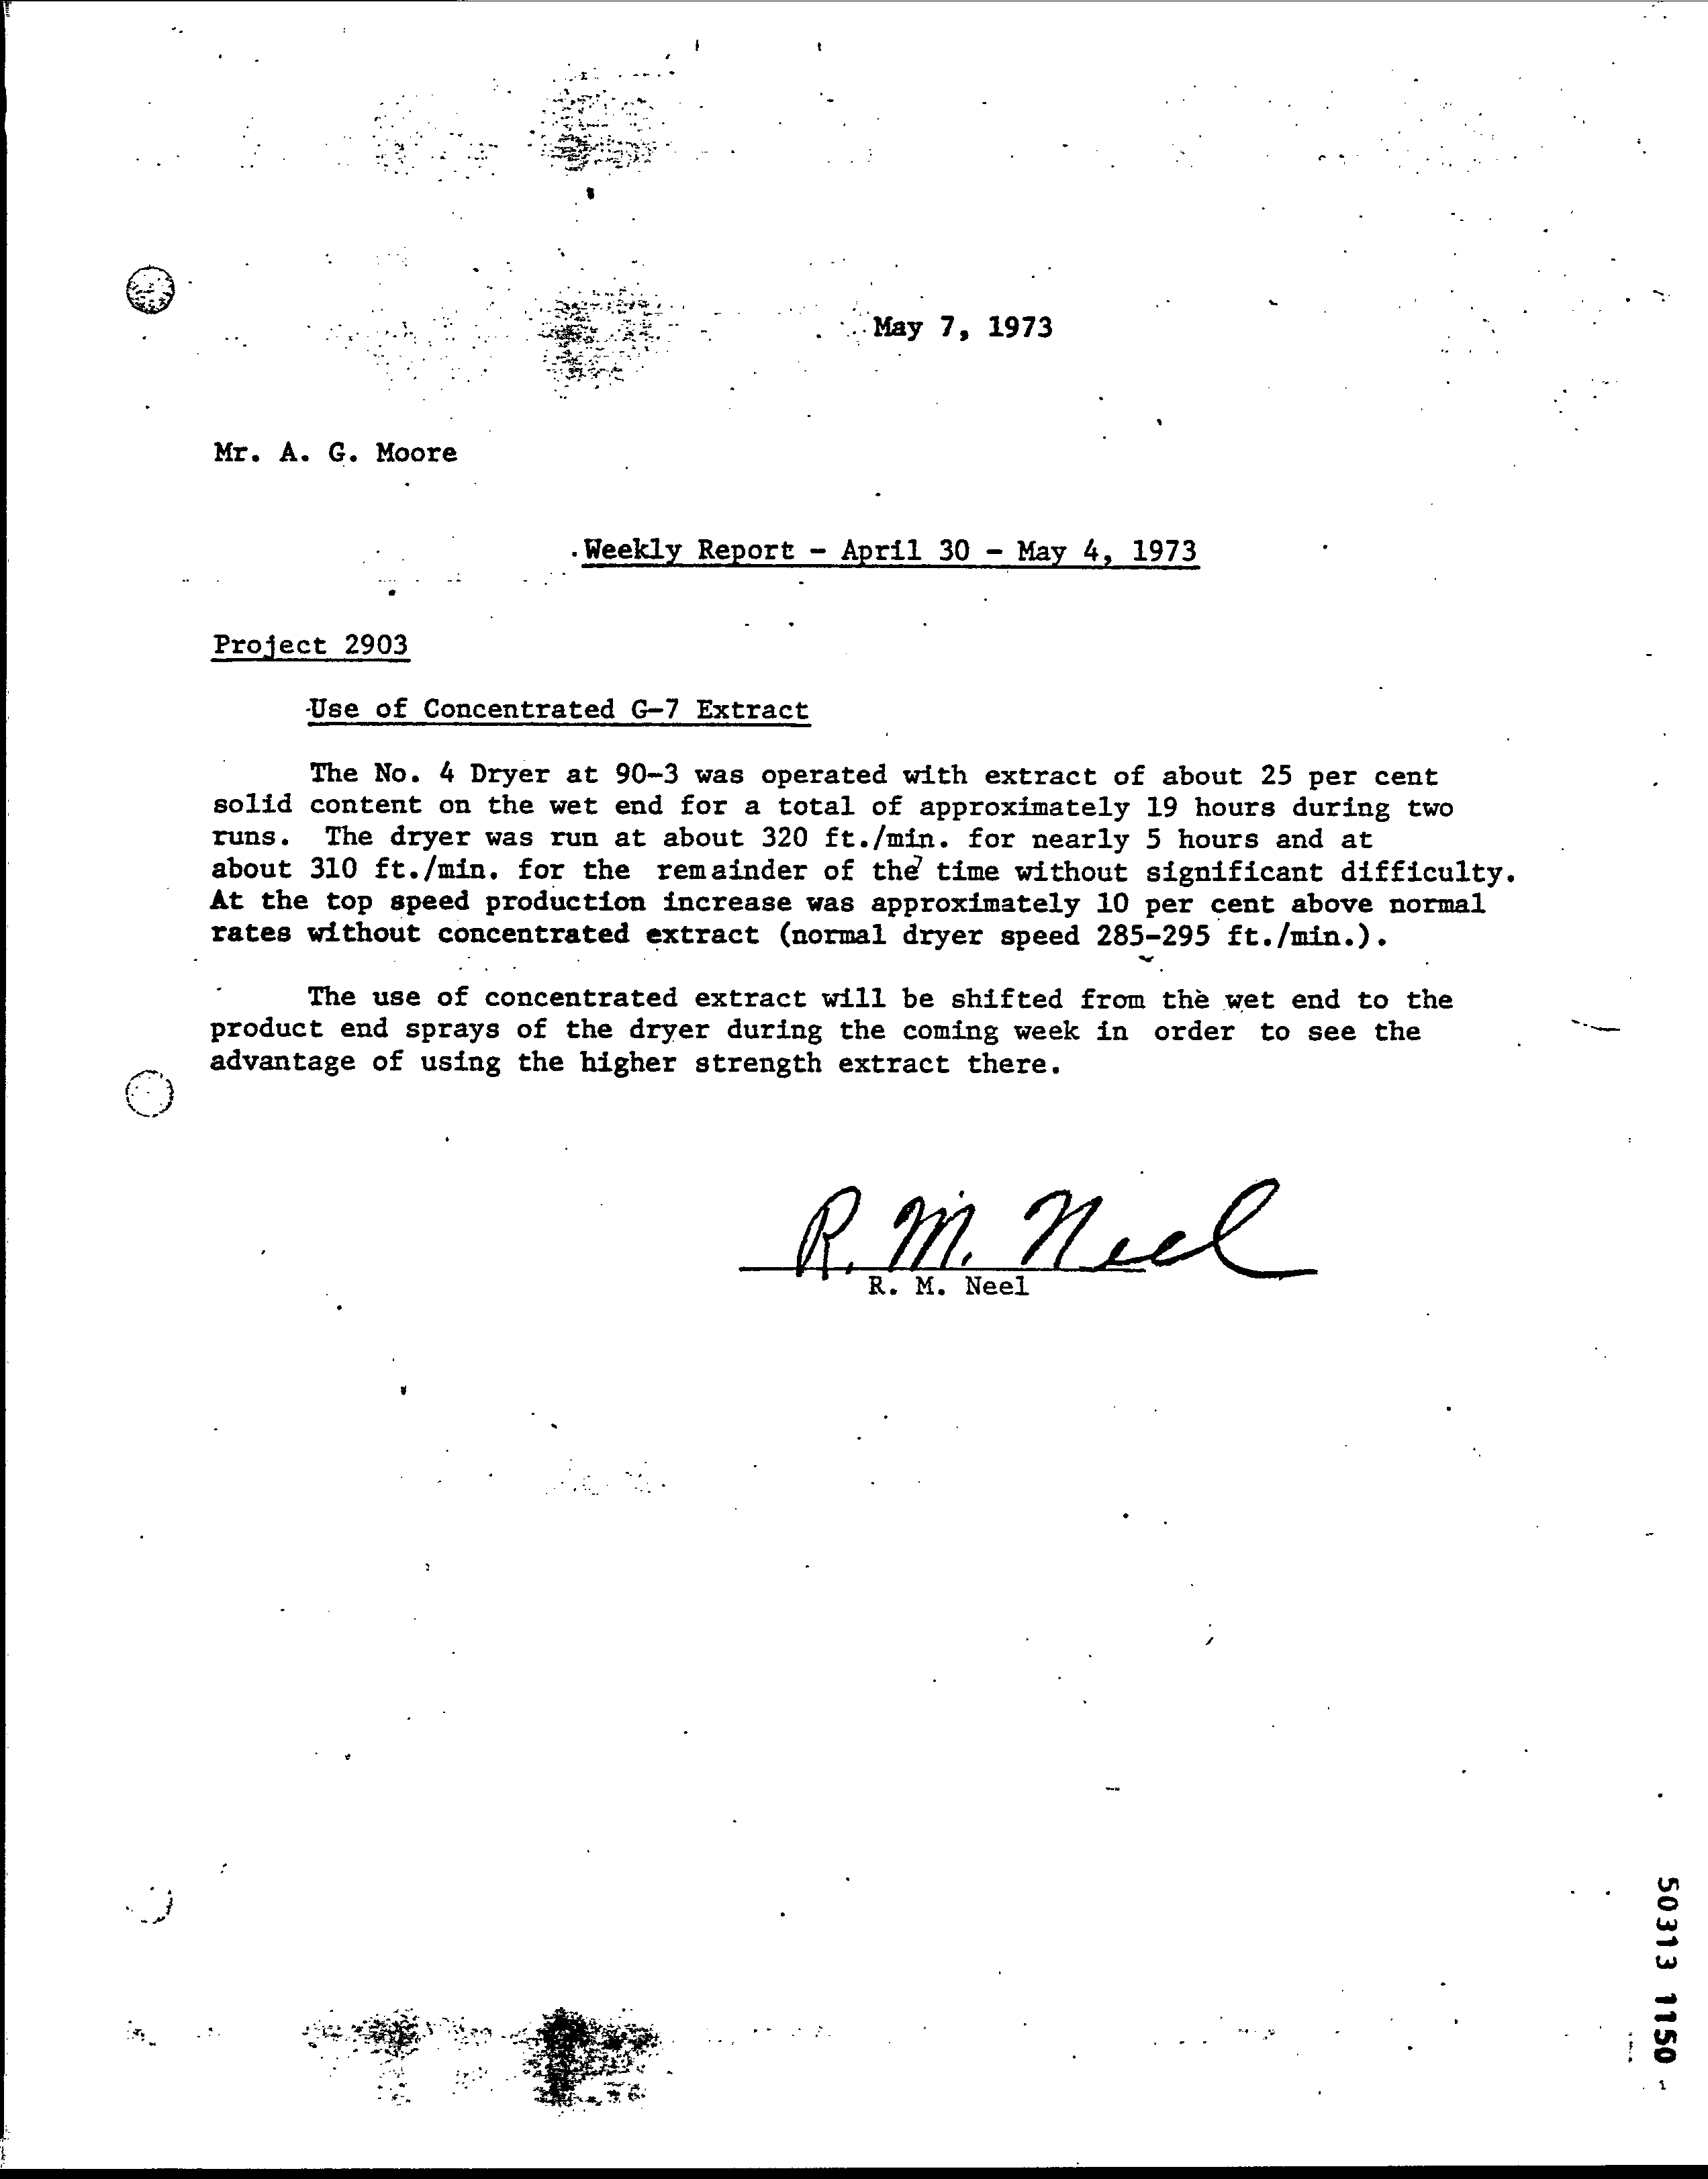 May 7, 1973
Mr. A. G. Moore
Weekly Report - April 30 - May 4, 1973
Project 2903
Use of Concentrated G-7 Extract
The No. 4 Dryer at 90-3 was operated with extract of about 25 per cent
solid content on the wet end for a total of approximately 19 hours during two
runs. The dryer was run at about 320 ft./min. for nearly 5 hours and at
about 310 ft./min. for the remainder of the time without significant difficulty.
At the top speed production increase was approximately 10 per cent above normal
rates without concentrated extract (normal dryer speed 285-295 ft./min.).
The use of concentrated extract will be shifted from the wet end to the
product end sprays of the dryer during the coming week in order to see the
advantage of using the higher strength extract there.
R. M. Neel
R. M. Neel
50313 1150